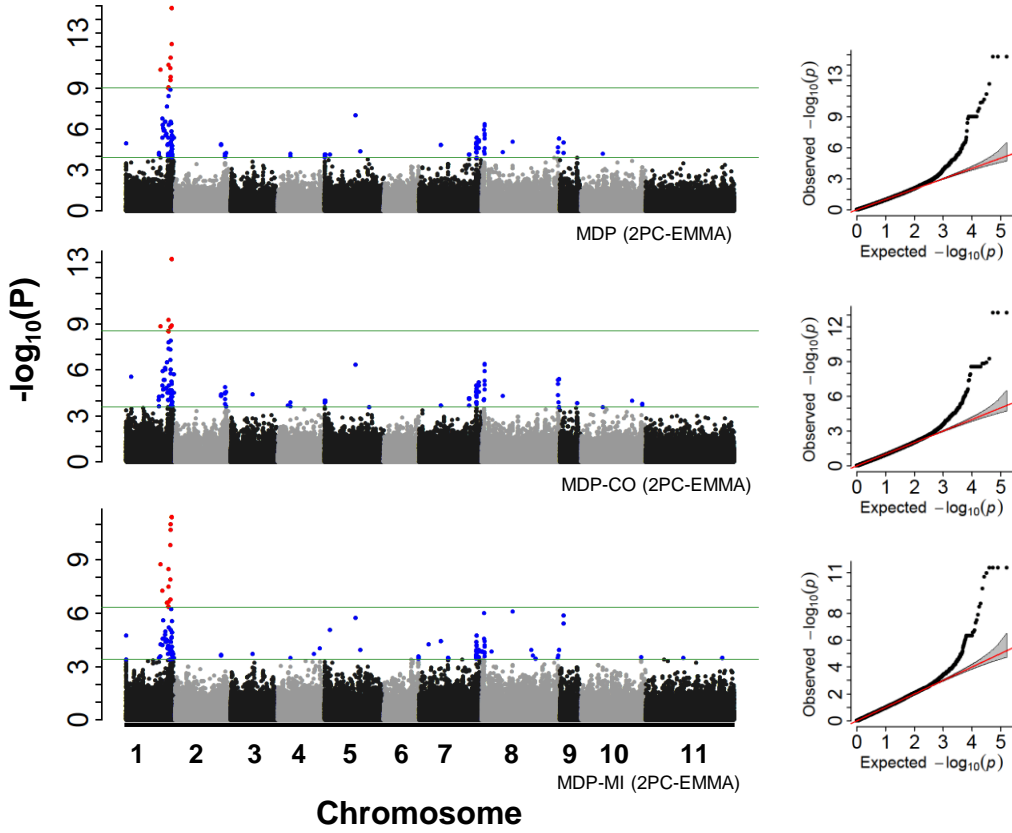 -log10(P)
13
9
6
3
0
MDP (2PC-EMMA)
Observed −log10(p)
13
11
9
6
3
0
0 1 2 3 4 5
Expected −log10(p)
13
9
6
3
0
MDP-CO (2PC-EMMA)
Observed −log10(p)
12
9
6
3
0
0 1 2 3 4 5
Expected −log10(p)
9
6
3
0
1 2 3 4 5 6 7 8 9 10 11
MDP-MI (2PC-EMMA)
Chromosome
Observed −log10(p)
11
8
6
4
2
0
0 1 2 3 4 5
Expected −log10(p)